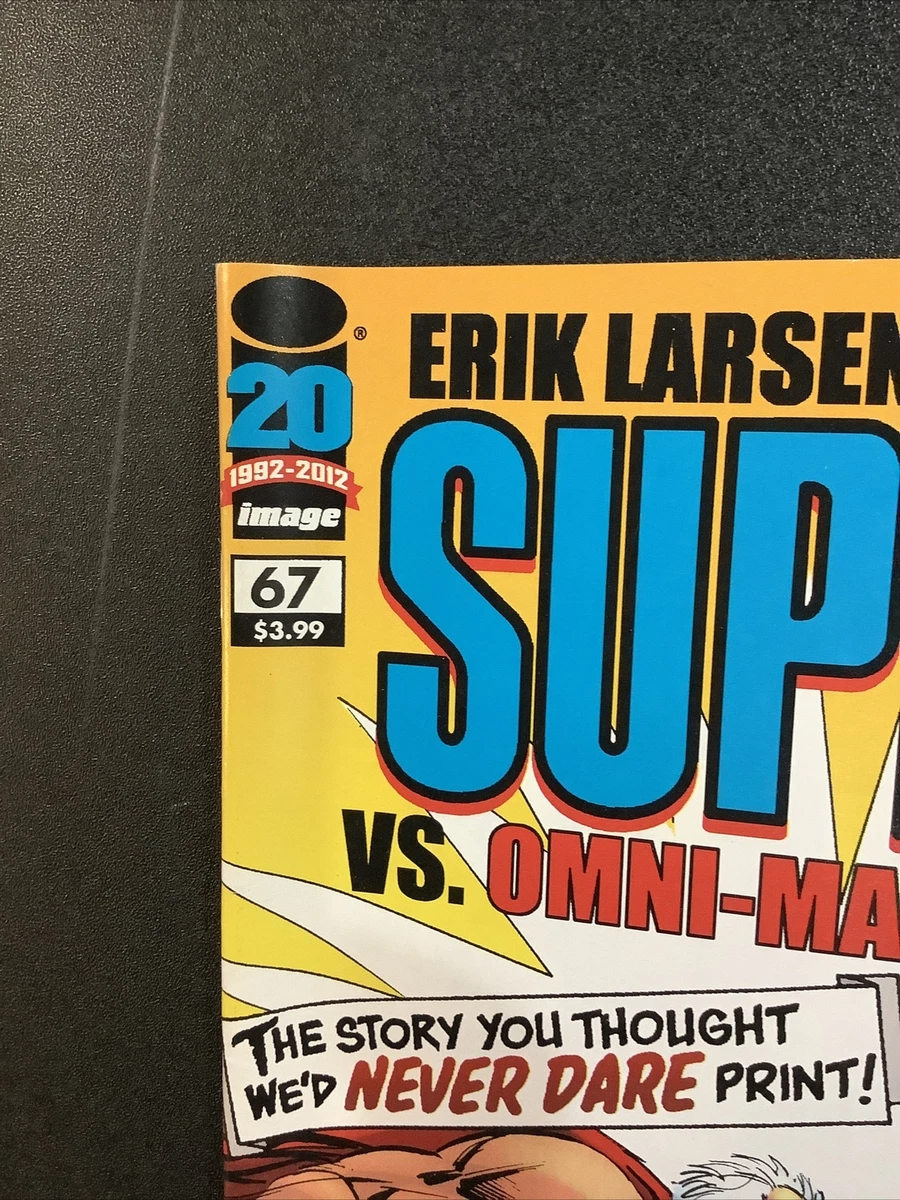 ®
20
1992-2012
image
67
$3.99
ERIK LARSEN
SUP
VS. OMNI-MA
THE STORY YOU THOUGHT
WE'D NEVER DARE PRINT!